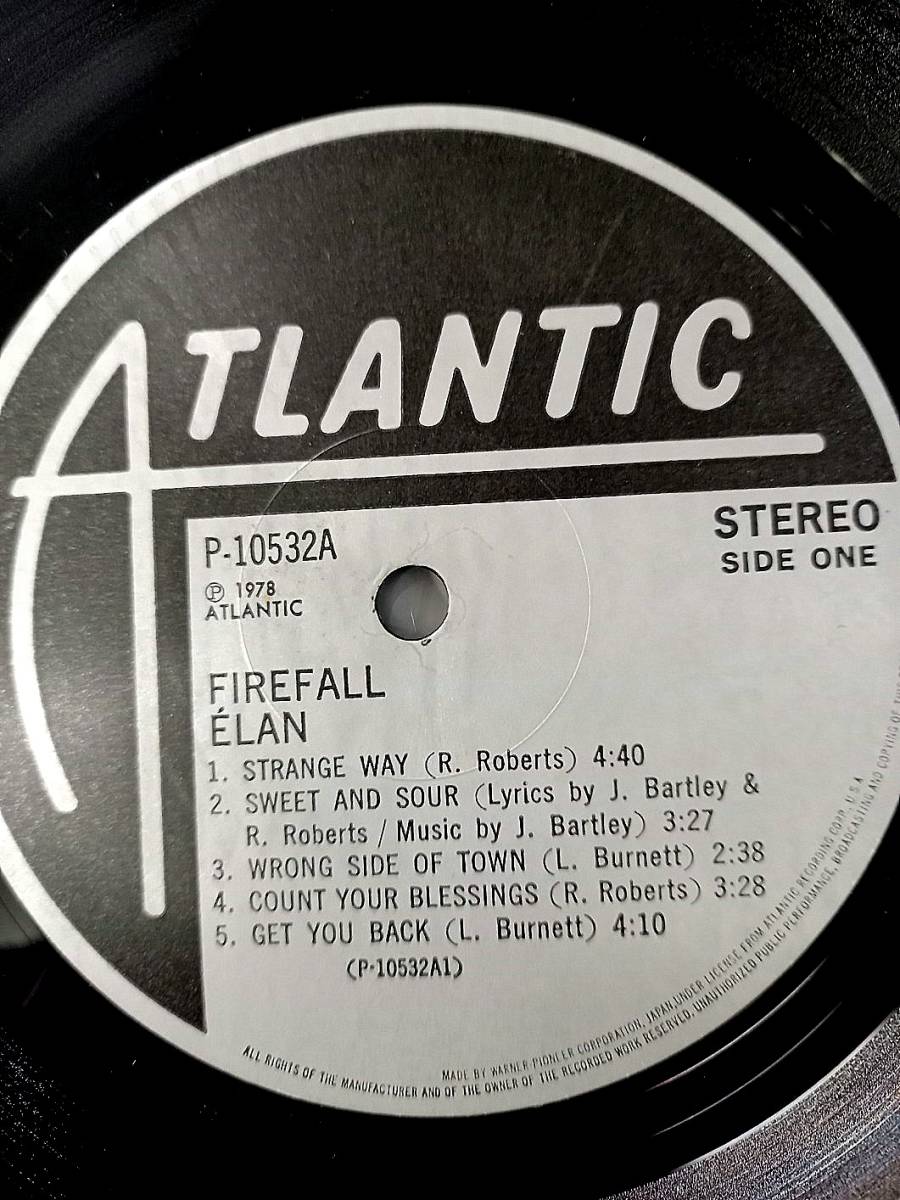 ATLANTIC
P-10532A
STEREO
SIDE ONE
Ⓟ 1978
ATLANTIC
FIREFALL
ÉLAN
1. STRANGE WAY (R. Roberts) 4:40
2. SWEET AND SOUR (Lyrics by J. Bartley &
R. Roberts / Music by J. Bartley) 3:27
3. WRONG SIDE OF TOWN (L. Burnett) 2:38
4. COUNT YOUR BLESSINGS (R. Roberts) 3:28
5. GET YOU BACK (L. Burnett) 4:10
(P-10532A1)
MADE BY WARNER-PIONEER CORPORATION, JAPAN, UNDER LICENSE FROM ATLANTIC RECORDING CORP., U.S.A.
ALL RIGHTS OF THE MANUFACTURER AND OF THE OWNER OF THE RECORDED WORK RESERVED. UNAUTHORIZED PUBLIC PERFORMANCE, BROADCASTING AND COPYING OF